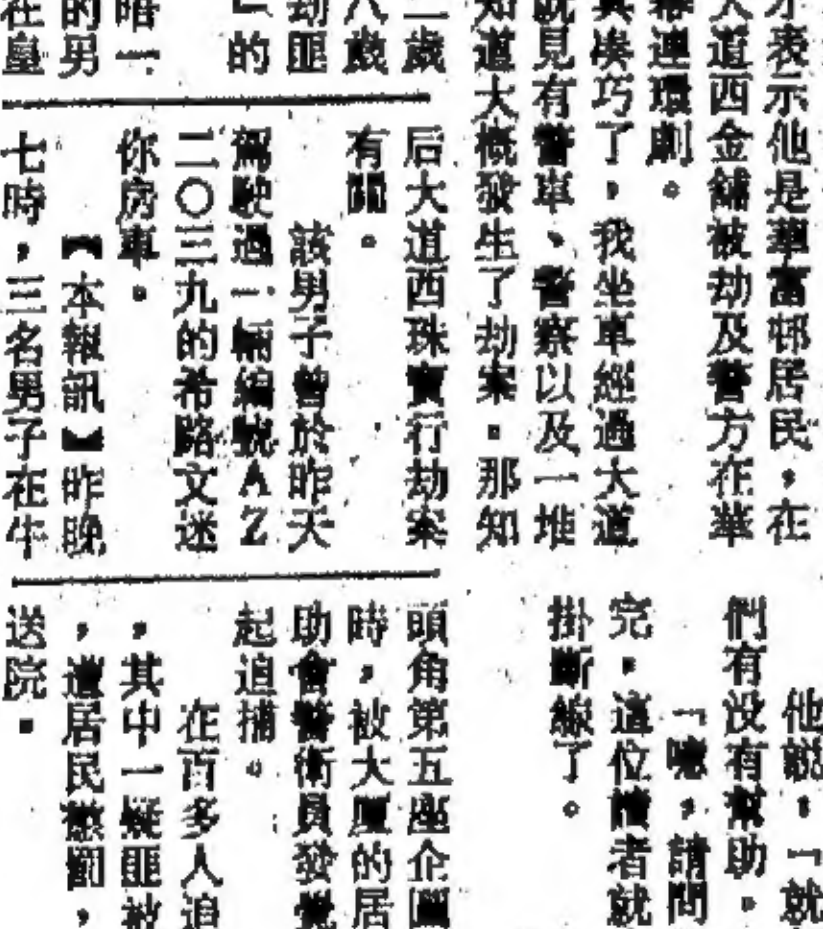 才表示他是華富邨居民，在
大道西金舖被劫及警方在華
幕連環劇。
真湊巧了，我坐車經過大道
就見有警車、警察以及一堆
知道大概發生了劫案。那知
他說，「就
們有沒有幫助。
「噢，請問
完，這位讀者就
掛斷線了。
歲
八歲
劫匪
」的
暗一
的男
在皇
后大道西珠寶行劫案
有關。
該男子曾於昨天
駕駛過一輛編號AZ
二〇三九的希路文迷
你房車。
【本報訊】昨晚
七時，三名男子在牛
頭角第五座企圖
時，被大廈的居
助會警衛員發覺
起追捕。
在百多人追
，其中一疑匪被
，遭居民懲罰，
送院。